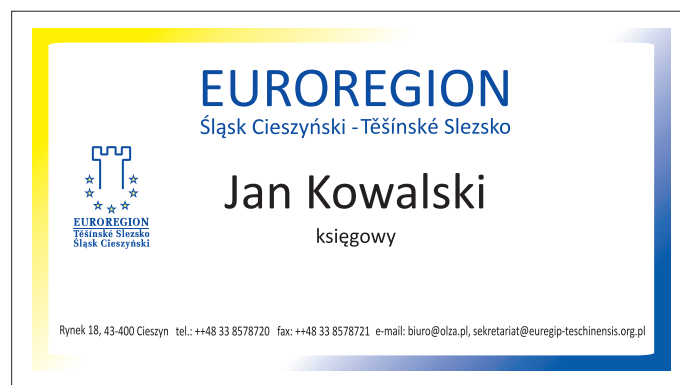 EUROREGION
Śląsk Cieszyński - Těšínské Slezsko
Jan Kowalski
księgowy
EUROREGION
Těšínské Slezsko
Śląsk Cieszyński
Rynek 18, 43-400 Cieszyn tel.: ++48 33 8578720 fax: ++48 33 8578721 e-mail: biuro@olza.pl, sekretariat@euregip-teschinensis.org.pl